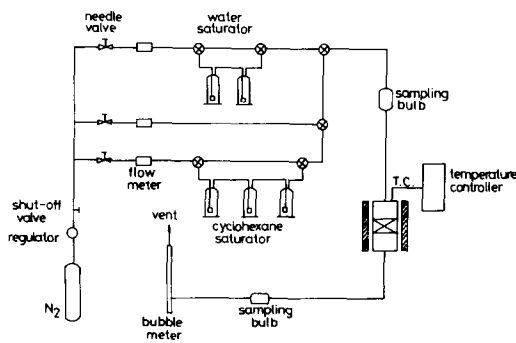 needle
valve
water
saturator
sampling
bulb
flow
meter
T.C.
temperature
controller
shut-off
valve
regulator
vent
cyclohexane
saturator
N2
bubble
meter
sampling
bulb